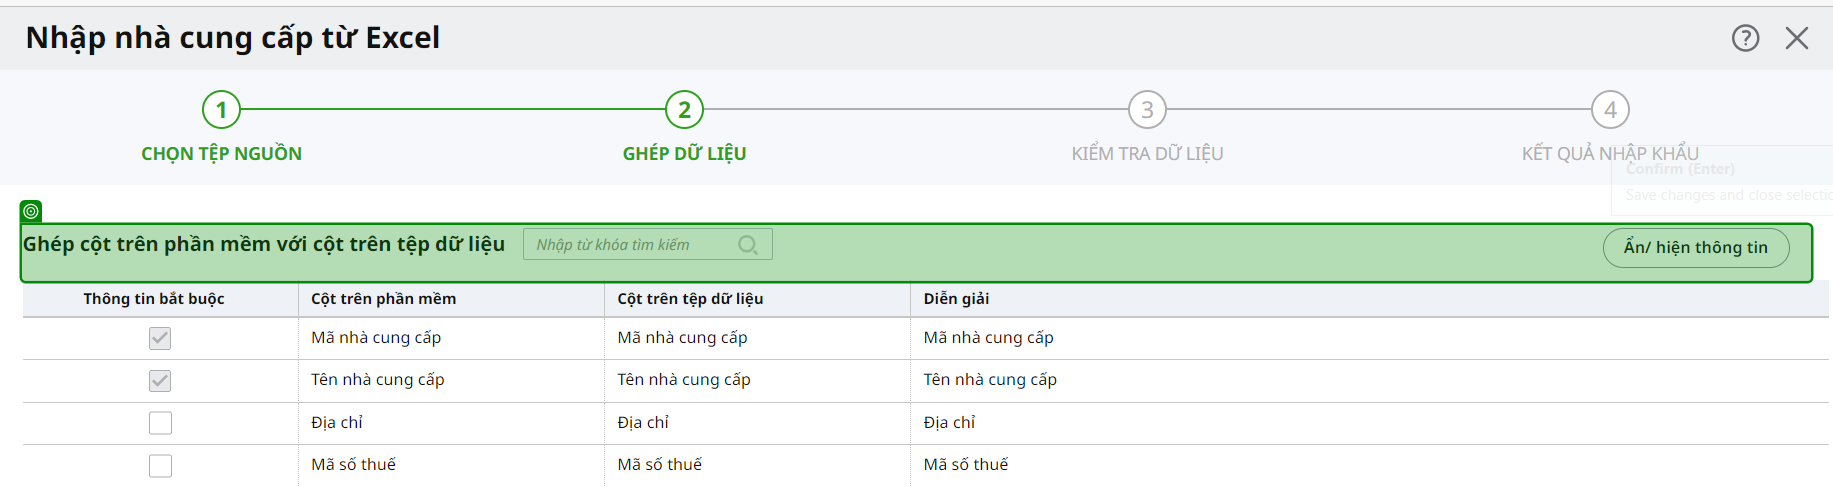 Nhập nhà cung cấp từ Excel
1 2 3 4
CHỌN TỆP NGUỒN GHÉP DỮ LIỆU KIỂM TRA DỮ LIỆU KẾT QUẢ NHẬP KHẨU
Confirm (Enter)
Save changes and close selectio
Ghép cột trên phần mềm với cột trên tệp dữ liệu Nhập từ khóa tìm kiếm Ẩn/ hiện thông tin
Thông tin bắt buộc Cột trên phần mềm Cột trên tệp dữ liệu Diễn giải
Mã nhà cung cấp Mã nhà cung cấp Mã nhà cung cấp
Tên nhà cung cấp Tên nhà cung cấp Tên nhà cung cấp
Địa chỉ Địa chỉ Địa chỉ
Mã số thuế Mã số thuế Mã số thuế